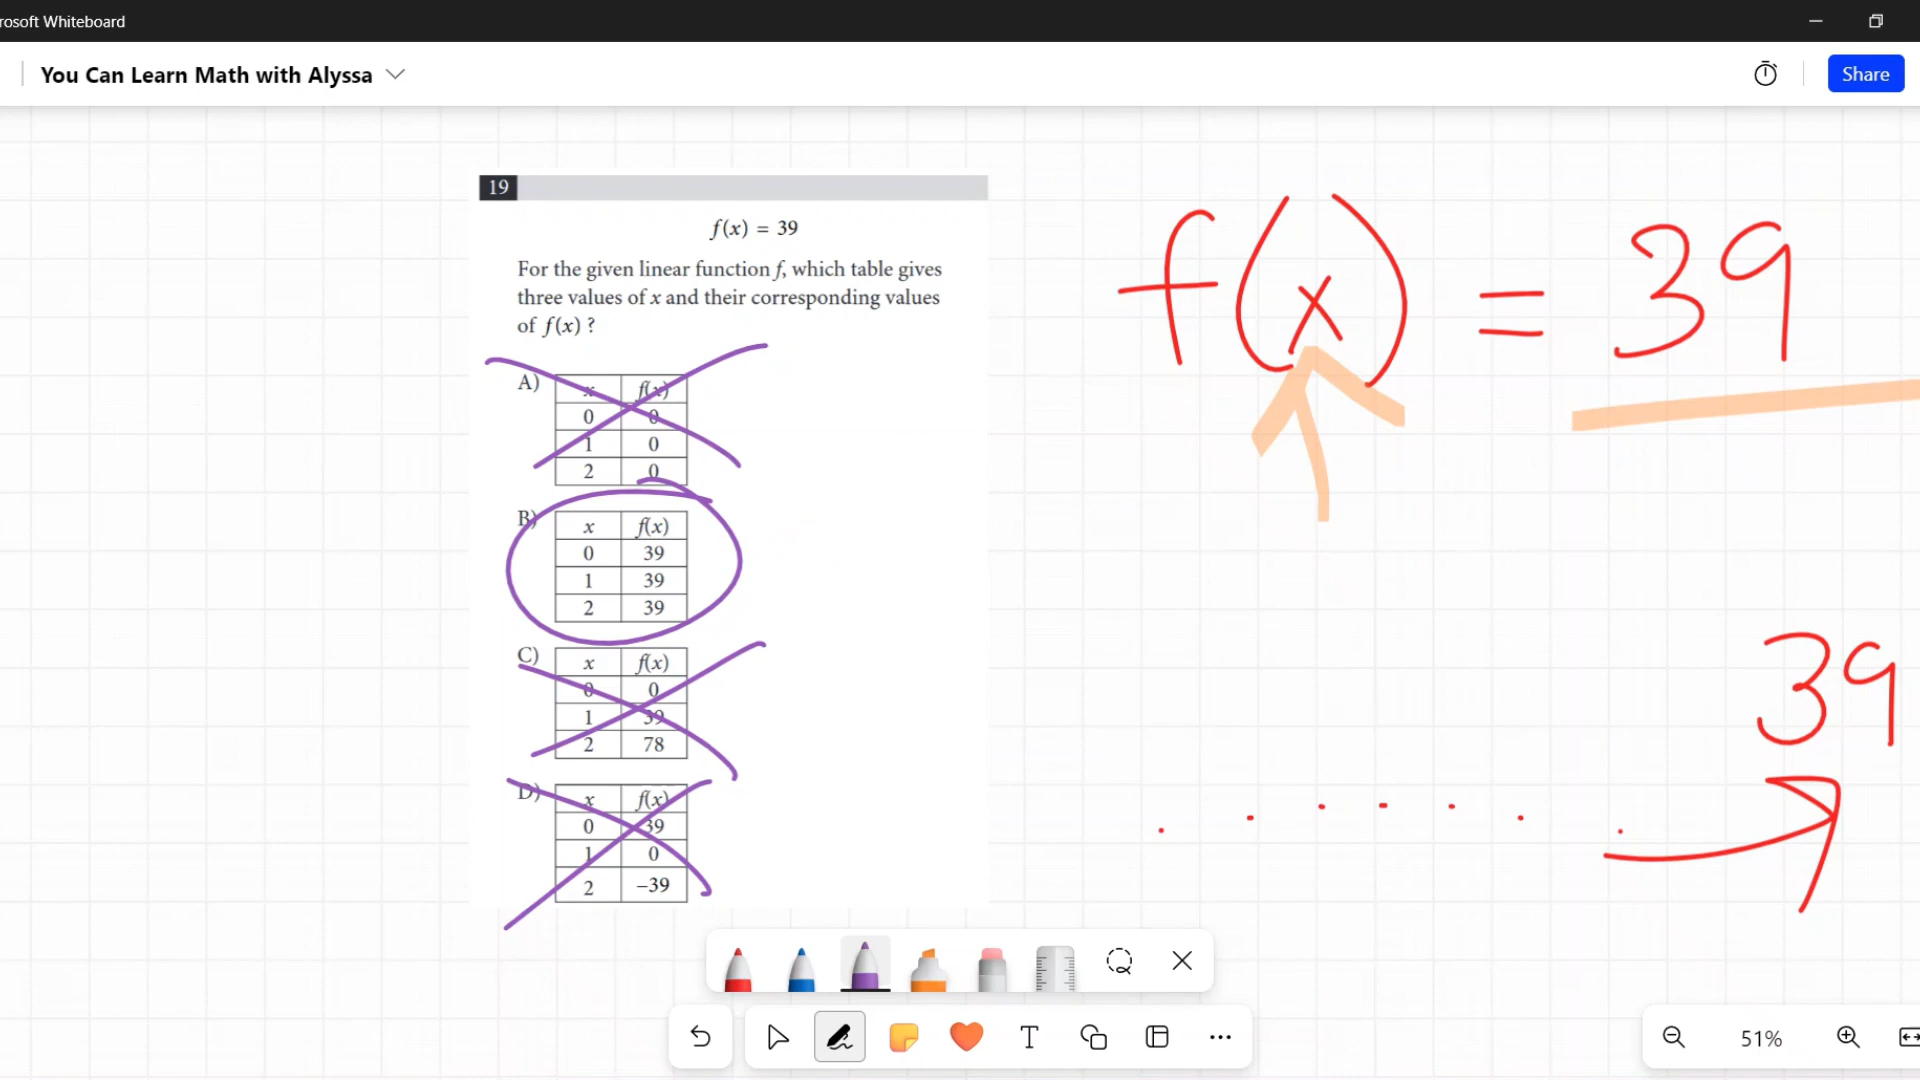 rosoft Whiteboard
You Can Learn Math with Alyssa
Share
19
f(x) = 39
For the given linear function f, which table gives
three values of x and their corresponding values
of f(x) ?
A)
x f(x)
0 0
1 0
2 0
B)
x f(x)
0 39
1 39
2 39
C)
x f(x)
0 0
1 39
2 78
D)
x f(x)
0 39
1 0
2 −39
f(x) = 39
39
51%